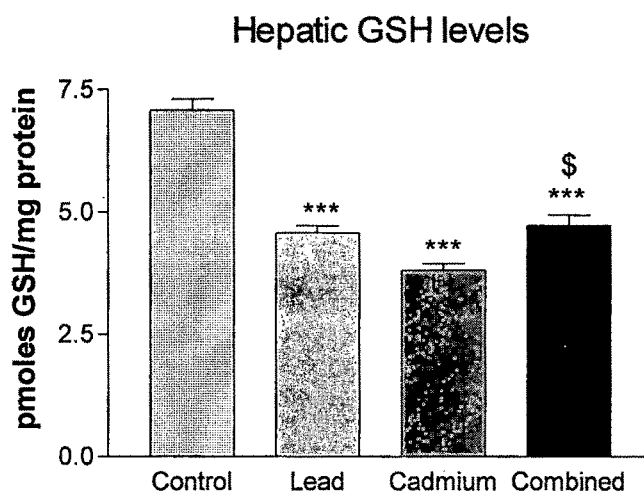 Hepatic GSH levels
pmoles GSH/mg protein
7.5
5.0
2.5
0.0
***
***
$
***
Control Lead Cadmium Combined